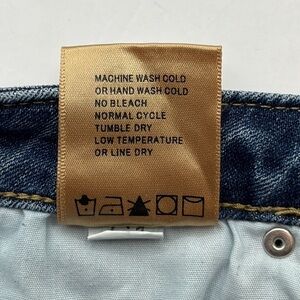 MACHINE WASH COLD
OR HAND WASH COLD
NO BLEACH
NORMAL CYCLE
TUMBLE DRY
LOW TEMPERATURE
OR LINE DRY